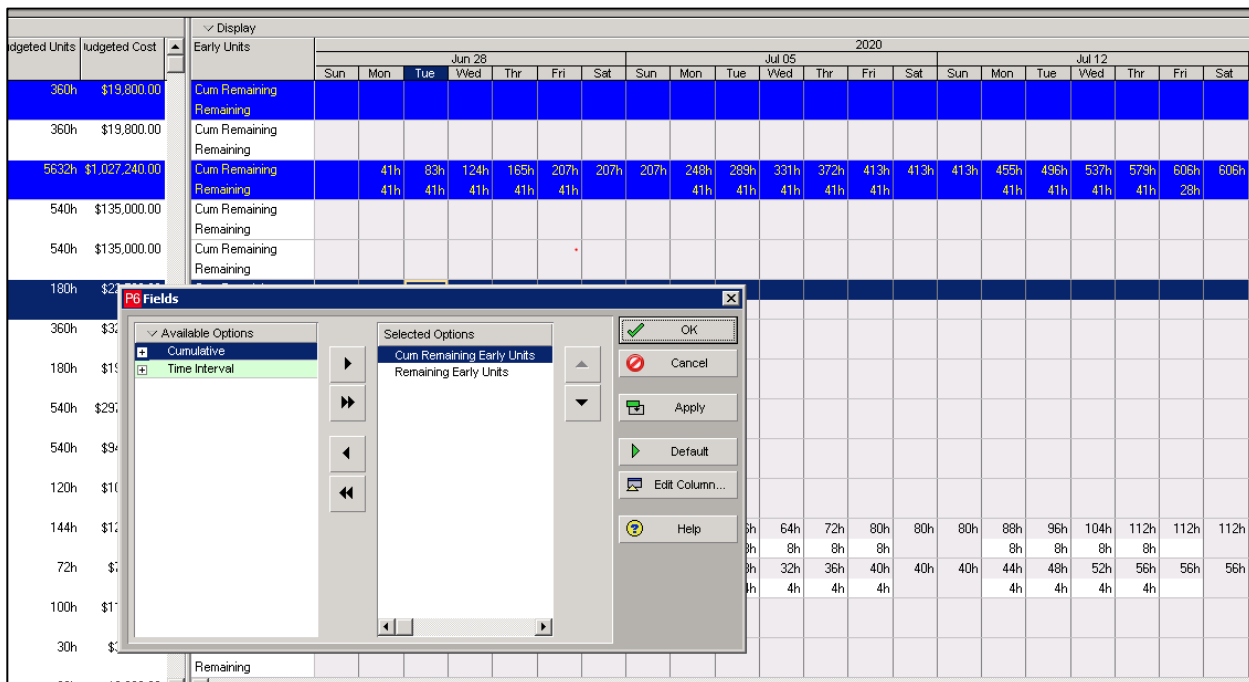 Display
dgeted Units udgeted Cost Early Units 2020
Jun 28 Jul 05 Jul 12
Sun Mon Tue Wed Thr Fri Sat Sun Mon Tue Wed Thr Fri Sat Sun Mon Tue Wed Thr Fri Sat
360h $19,800.00 Cum Remaining
Remaining
360h $19,800.00 Cum Remaining
Remaining
5632h $1,027,240.00 Cum Remaining 41h 83h 124h 165h 207h 207h 207h 248h 289h 331h 372h 413h 413h 413h 455h 496h 537h 579h 606h 606h
Remaining 41h 41h 41h 41h 41h 41h 41h 41h 41h 41h 41h 41h 41h 41h 28h
540h $135,000.00 Cum Remaining
Remaining
540h $135,000.00 Cum Remaining
Remaining
180h
P6 Fields
360h
Available Options Selected Options OK
Cumulative Cum Remaining Early Units
Time Interval Remaining Early Units Cancel
180h
540h Apply
540h Default
120h Edit Column...
144h Help 64h 72h 80h 80h 80h 88h 96h 104h 112h 112h 112h
8h 8h 8h 8h 8h 8h 8h
72h 32h 36h 40h 40h 40h 44h 48h 52h 56h 56h 56h
4h 4h 4h 4h 4h 4h 4h
100h
30h
Remaining